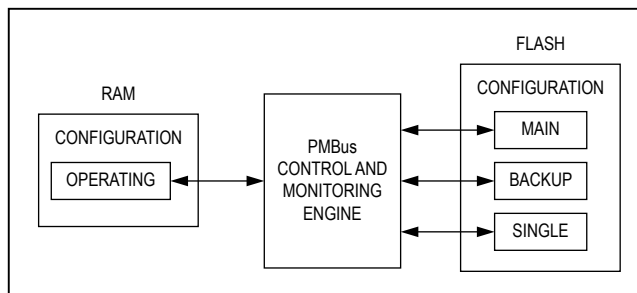 FLASH
RAM
CONFIGURATION
CONFIGURATION
MAIN
PMBus
CONTROL AND
MONITORING
ENGINE
OPERATING
BACKUP
SINGLE